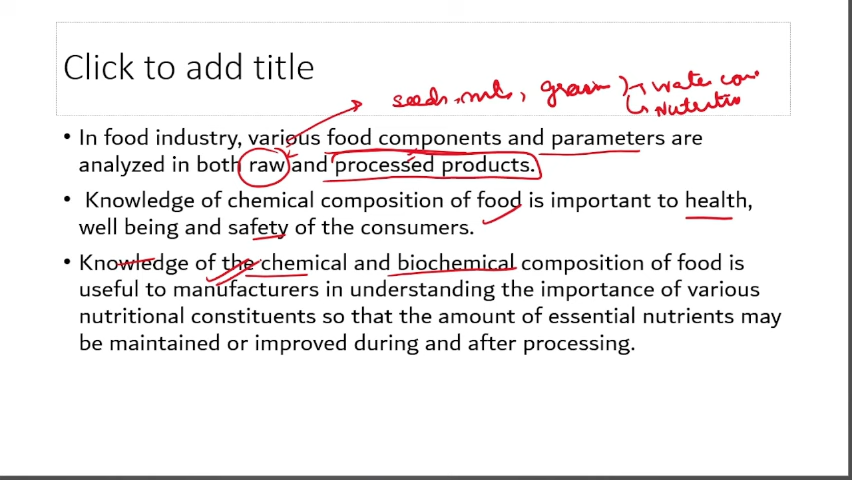 Click to add title
seeds, nuts, grain
water con
Nutritio
• In food industry, various food components and parameters are
analyzed in both raw and processed products.
• Knowledge of chemical composition of food is important to health,
well being and safety of the consumers.
• Knowledge of the chemical and biochemical composition of food is
useful to manufacturers in understanding the importance of various
nutritional constituents so that the amount of essential nutrients may
be maintained or improved during and after processing.